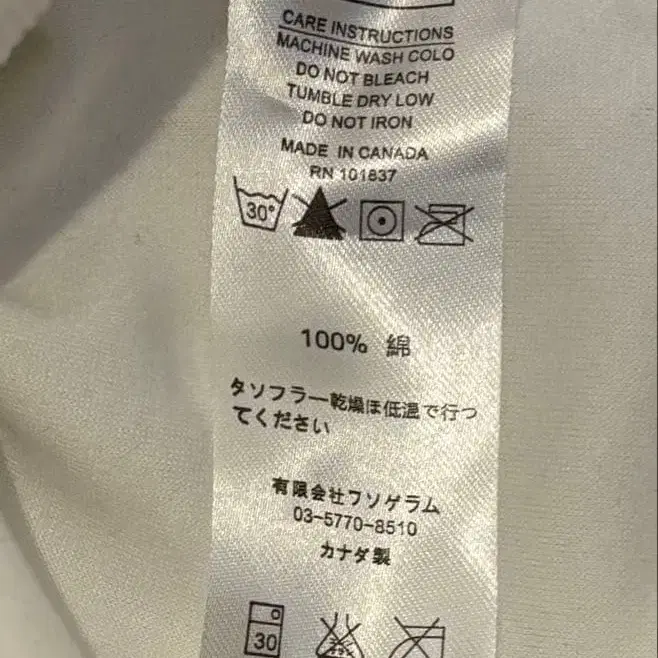 CARE INSTRUCTIONS
MACHINE WASH COLD
DO NOT BLEACH
TUMBLE DRY LOW
DO NOT IRON
MADE IN CANADA
RN 101837
30°
100% 綿
タソフラー乾燥ほ低温で行つ
てください
有限会社ワソゲラム
03-5770-8510
カナダ製
30